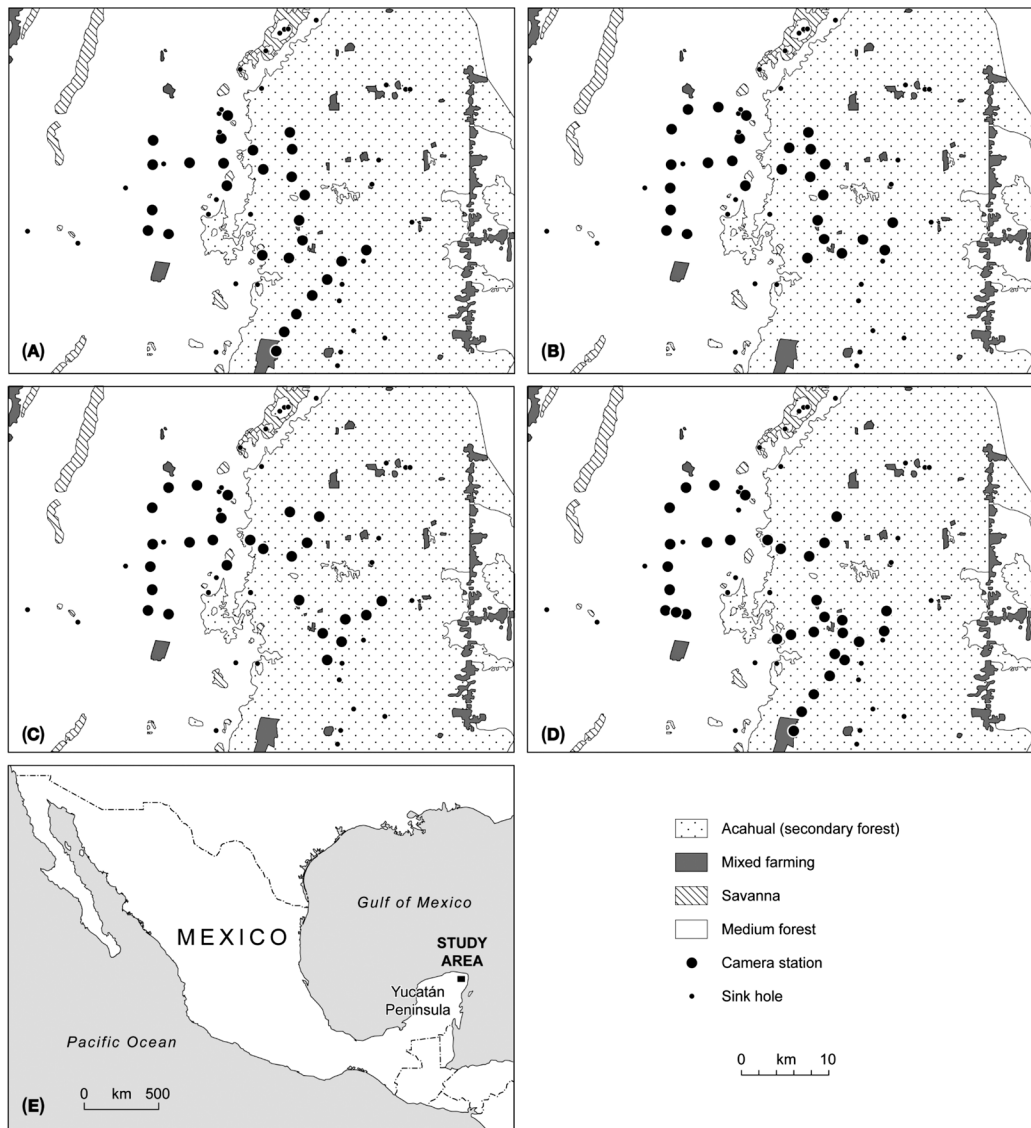 (A)
(B)
(C)
(D)
Gulf of Mexico
MEXICO
STUDY
AREA
Yucatán
Peninsula
Pacific Ocean
0 km 500
(E)
Acahual (secondary forest)
Mixed farming
Savanna
Medium forest
Camera station
Sink hole
0 km 10